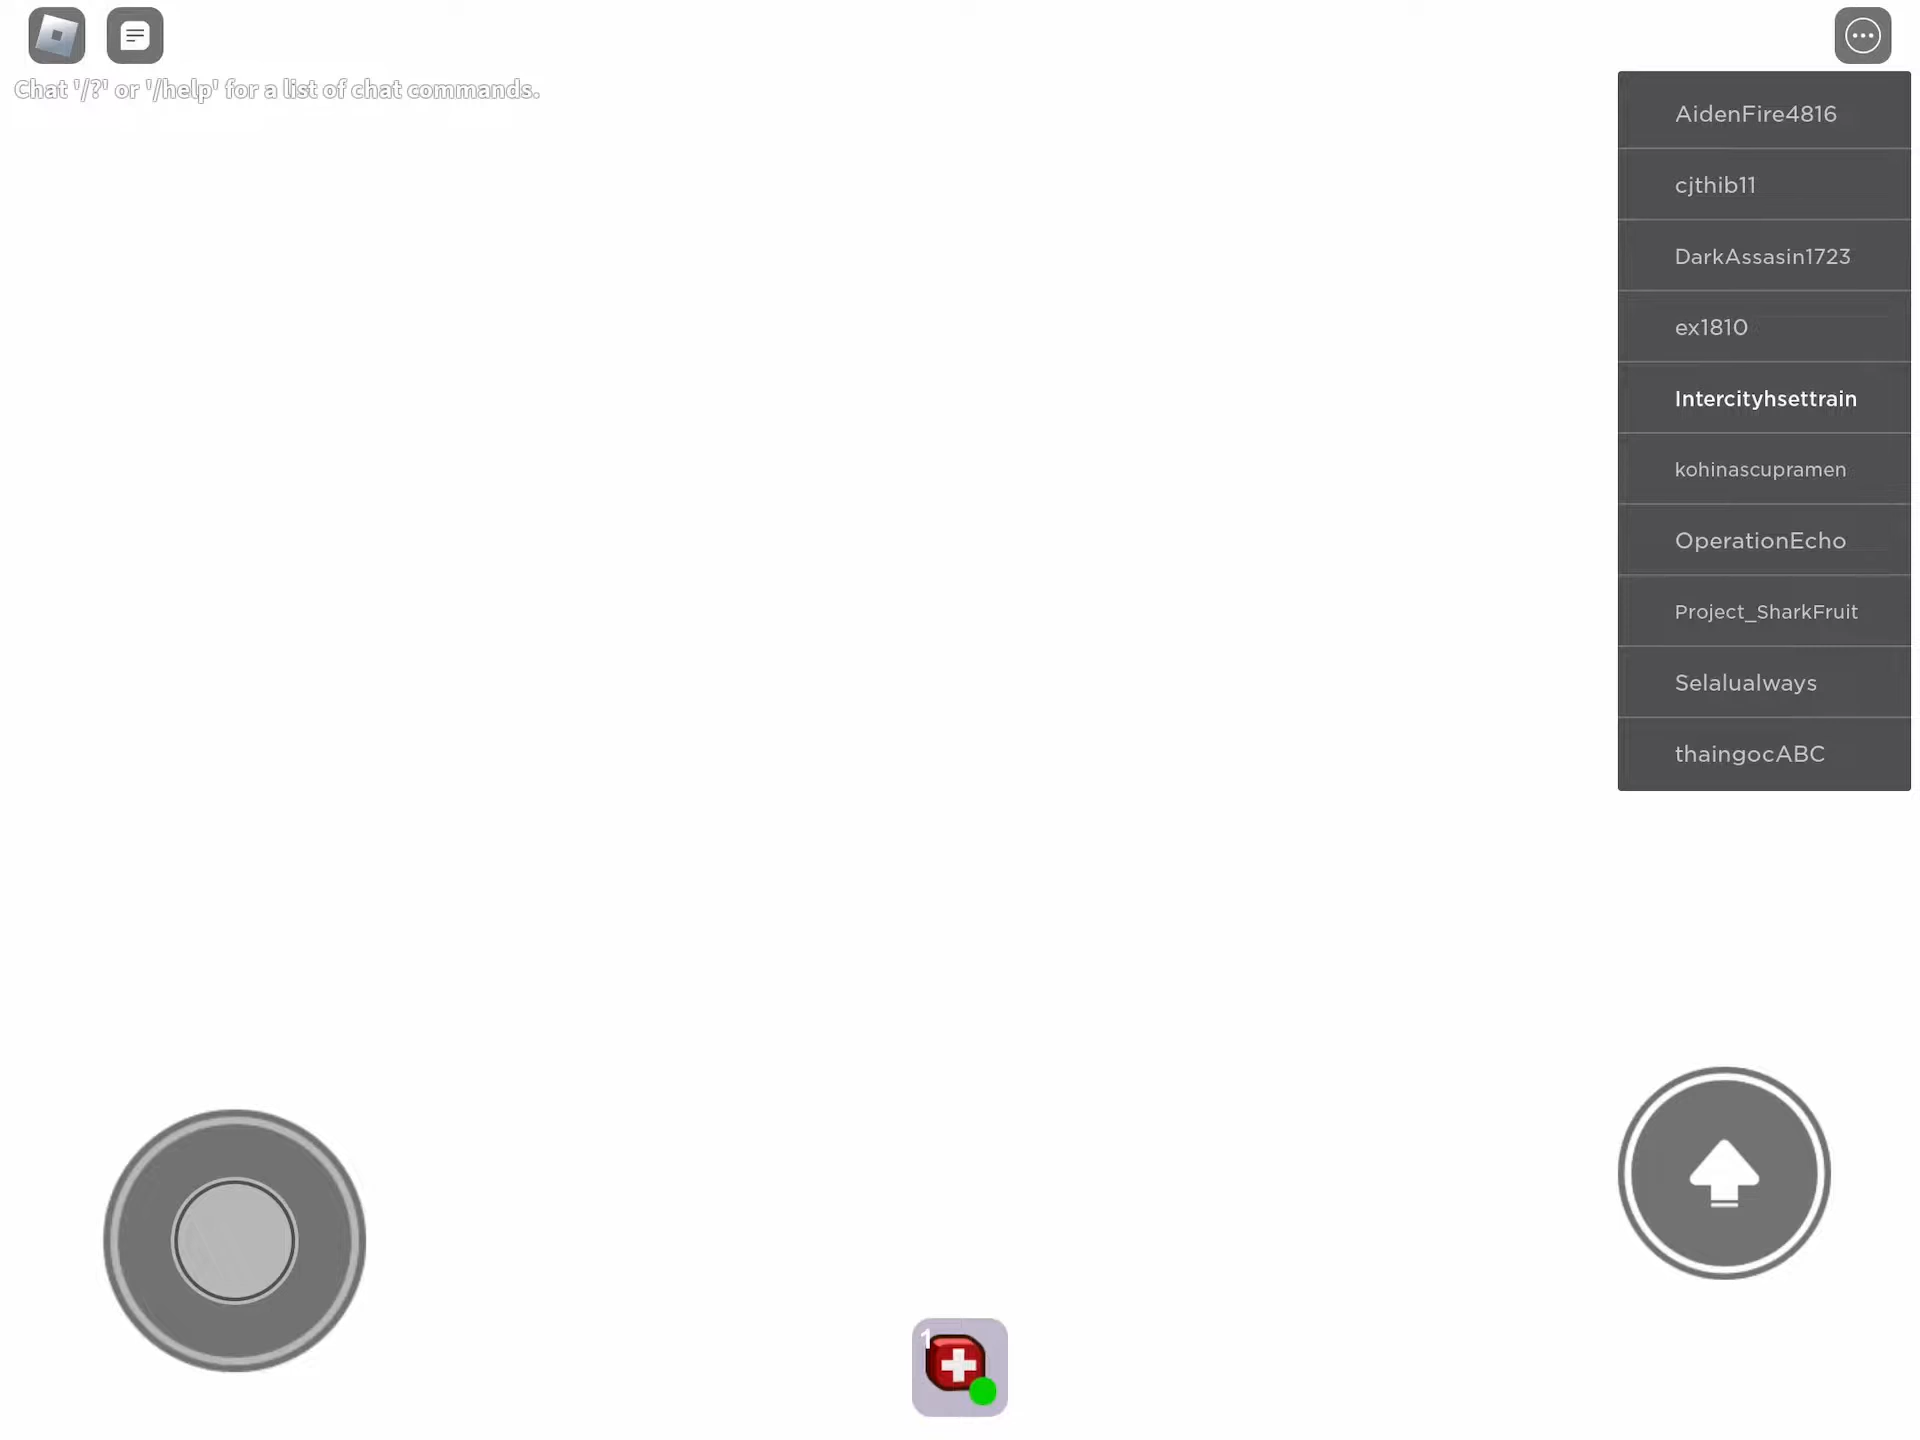 Chat '/?' or '/help' for a list of chat commands.
AidenFire4816
cjthib11
DarkAssasin1723
ex1810
Intercityhsettrain
kohinascupramen
OperationEcho
Project_SharkFruit
Selalualways
thaingocABC
1